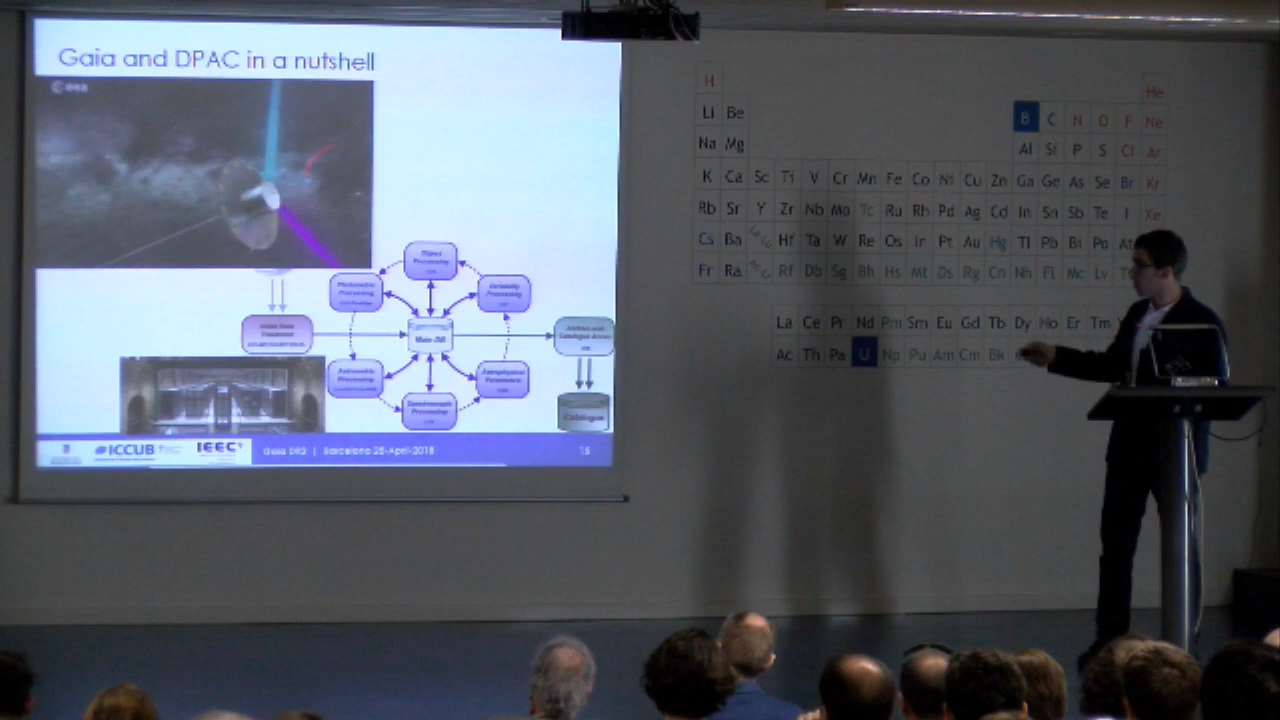 Gaia and DPAC in a nutshell
esa
Photometric
Processing
Variability
Processing
Main DB
Initial Data
Treatment
Archive and
Catalogue Access
Astrometric
Processing
Astrophysical
Parameters
Spectroscopic
Processing
Catalogue
ICCUB
IEEC
Gaia DR2 | Barcelona 25-April-2018
15
H He
Li Be B C N O F Ne
Na Mg Al Si P S Cl Ar
K Ca Sc Ti V Cr Mn Fe Co Ni Cu Zn Ga Ge As Se Br Kr
Rb Sr Y Zr Nb Mo Tc Ru Rh Pd Ag Cd In Sn Sb Te I Xe
Cs Ba La-Lu Hf Ta W Re Os Ir Pt Au Hg Tl Pb Bi Po At
Fr Ra Rf Db Sg Bh Hs Mt Ds Rg Cn Nh Fl Mc Lv
La Ce Pr Nd Pm Sm Eu Gd Tb Dy Ho Er Tm
Ac Th Pa U Np Pu Am Cm Bk